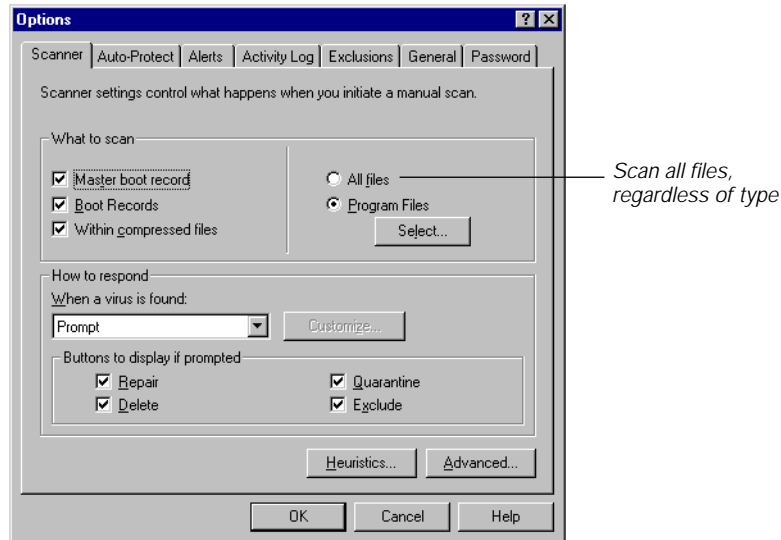 Options
Scanner Auto-Protect Alerts Activity Log Exclusions General Password
Scanner settings control what happens when you initiate a manual scan.
What to scan
Master boot record
Boot Records
Within compressed files
All files
Program Files
Select...
Scan all files,
regardless of type
How to respond
When a virus is found:
Prompt
Customize...
Buttons to display if prompted
Repair
Delete
Quarantine
Exclude
Heuristics... Advanced...
OK Cancel Help